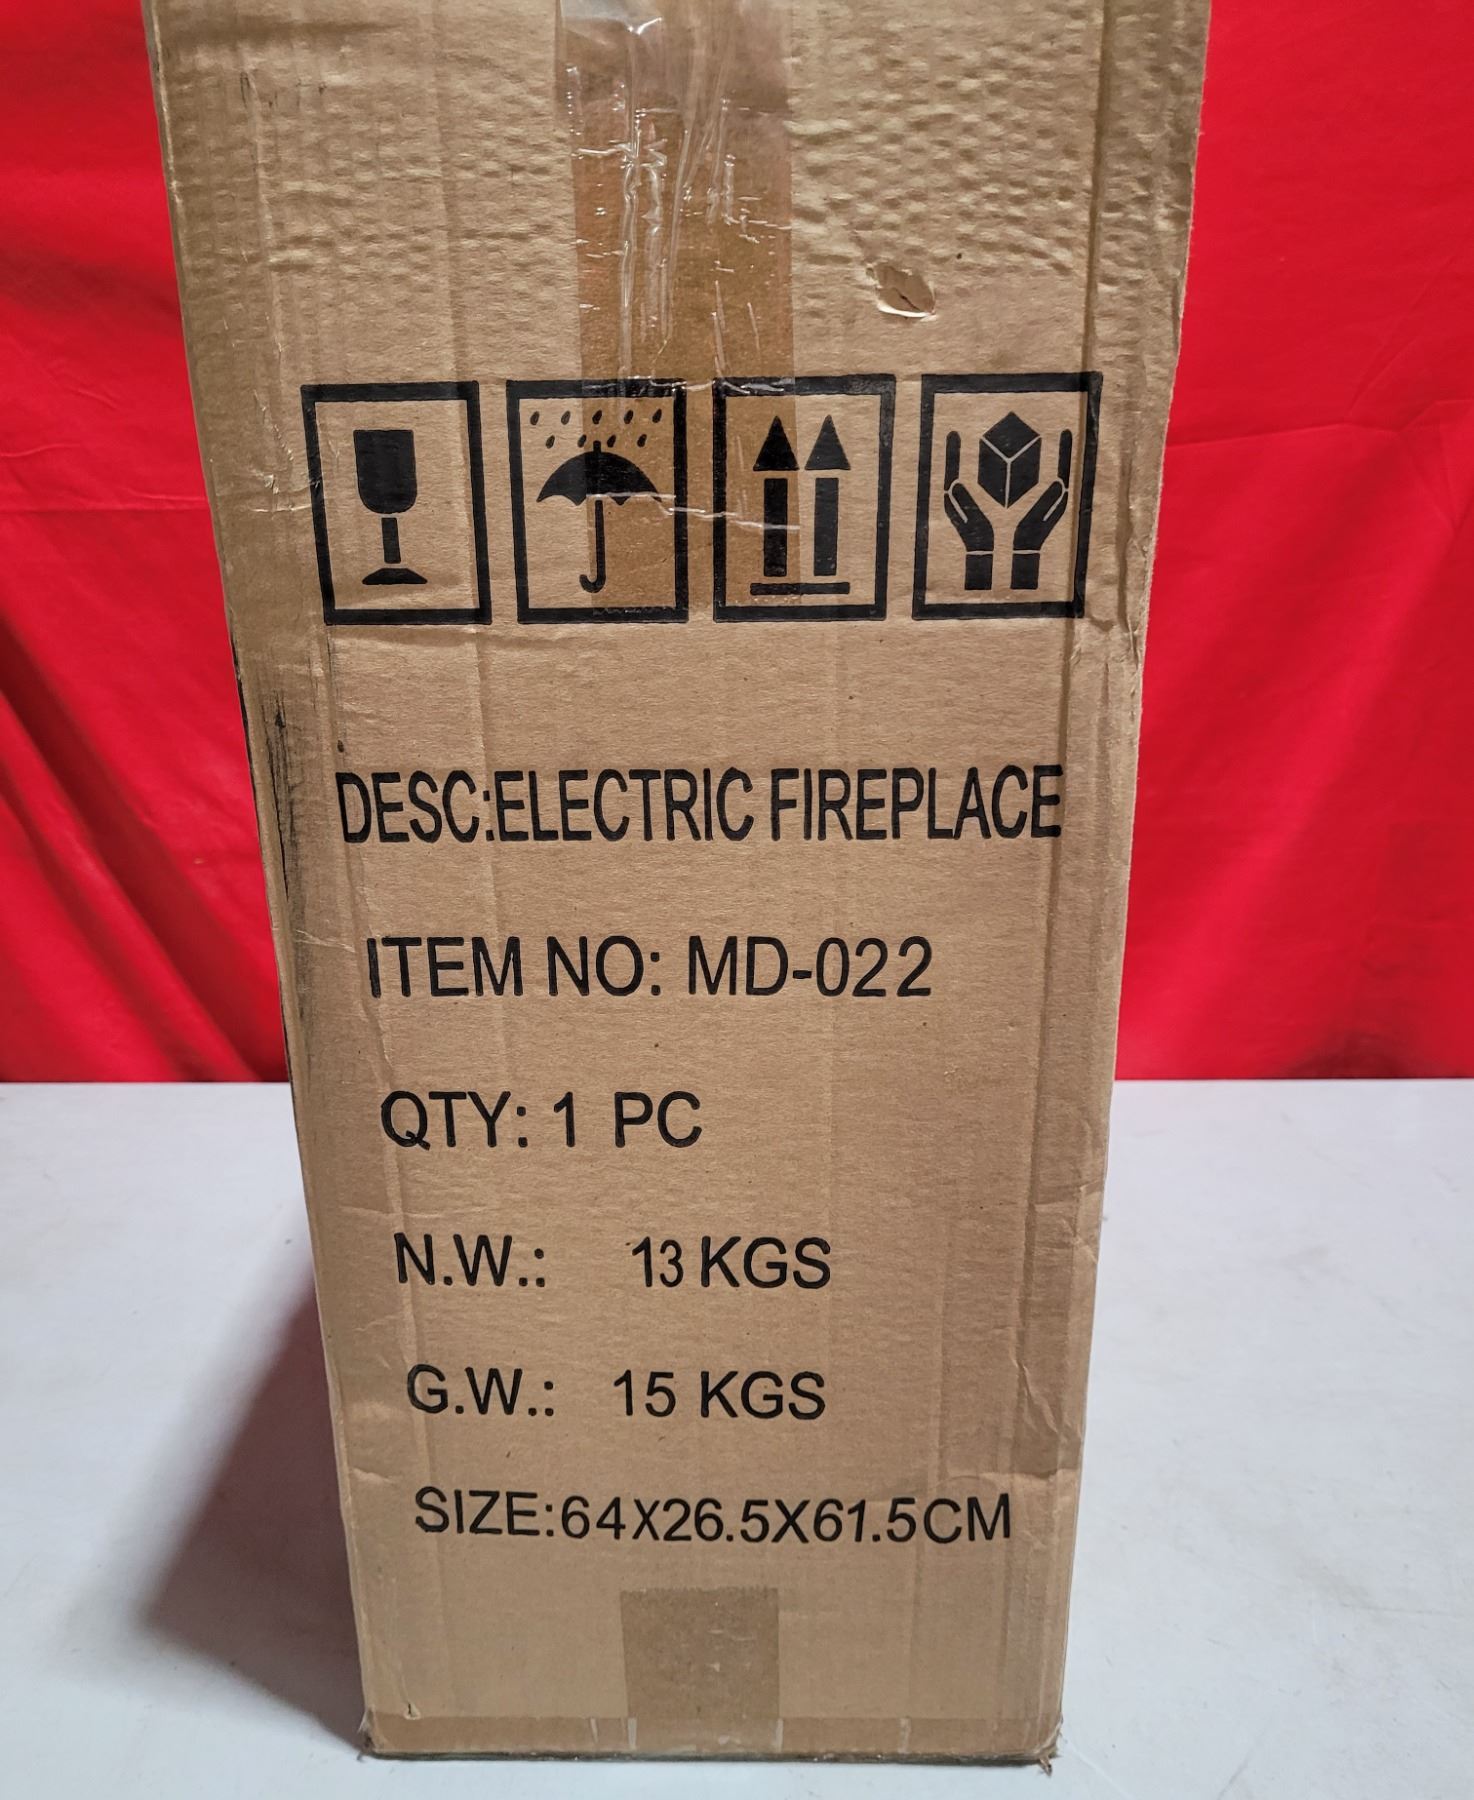 DESC:ELECTRIC FIREPLACE
ITEM NO: MD-022
QTY: 1 PC
N.W.: 13 KGS
G.W.: 15 KGS
SIZE:64X26.5X61.5CM